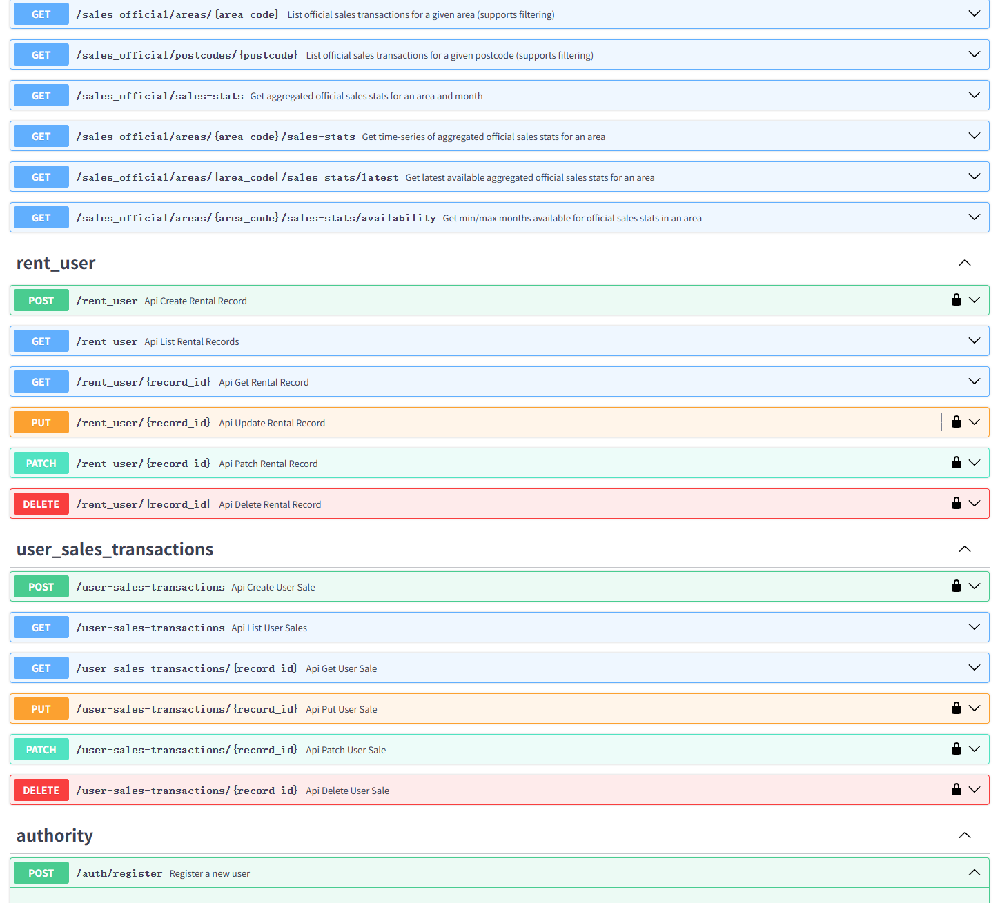 GET /sales_official/areas/{area_code} List official sales transactions for a given area (supports filtering)
GET /sales_official/postcodes/{postcode} List official sales transactions for a given postcode (supports filtering)
GET /sales_official/sales-stats Get aggregated official sales stats for an area and month
GET /sales_official/areas/{area_code}/sales-stats Get time-series of aggregated official sales stats for an area
GET /sales_official/areas/{area_code}/sales-stats/latest Get latest available aggregated official sales stats for an area
GET /sales_official/areas/{area_code}/sales-stats/availability Get min/max months available for official sales stats in an area
rent_user
POST /rent_user Api Create Rental Record
GET /rent_user Api List Rental Records
GET /rent_user/{record_id} Api Get Rental Record
PUT /rent_user/{record_id} Api Update Rental Record
PATCH /rent_user/{record_id} Api Patch Rental Record
DELETE /rent_user/{record_id} Api Delete Rental Record
user_sales_transactions
POST /user-sales-transactions Api Create User Sale
GET /user-sales-transactions Api List User Sales
GET /user-sales-transactions/{record_id} Api Get User Sale
PUT /user-sales-transactions/{record_id} Api Put User Sale
PATCH /user-sales-transactions/{record_id} Api Patch User Sale
DELETE /user-sales-transactions/{record_id} Api Delete User Sale
authority
POST /auth/register Register a new user